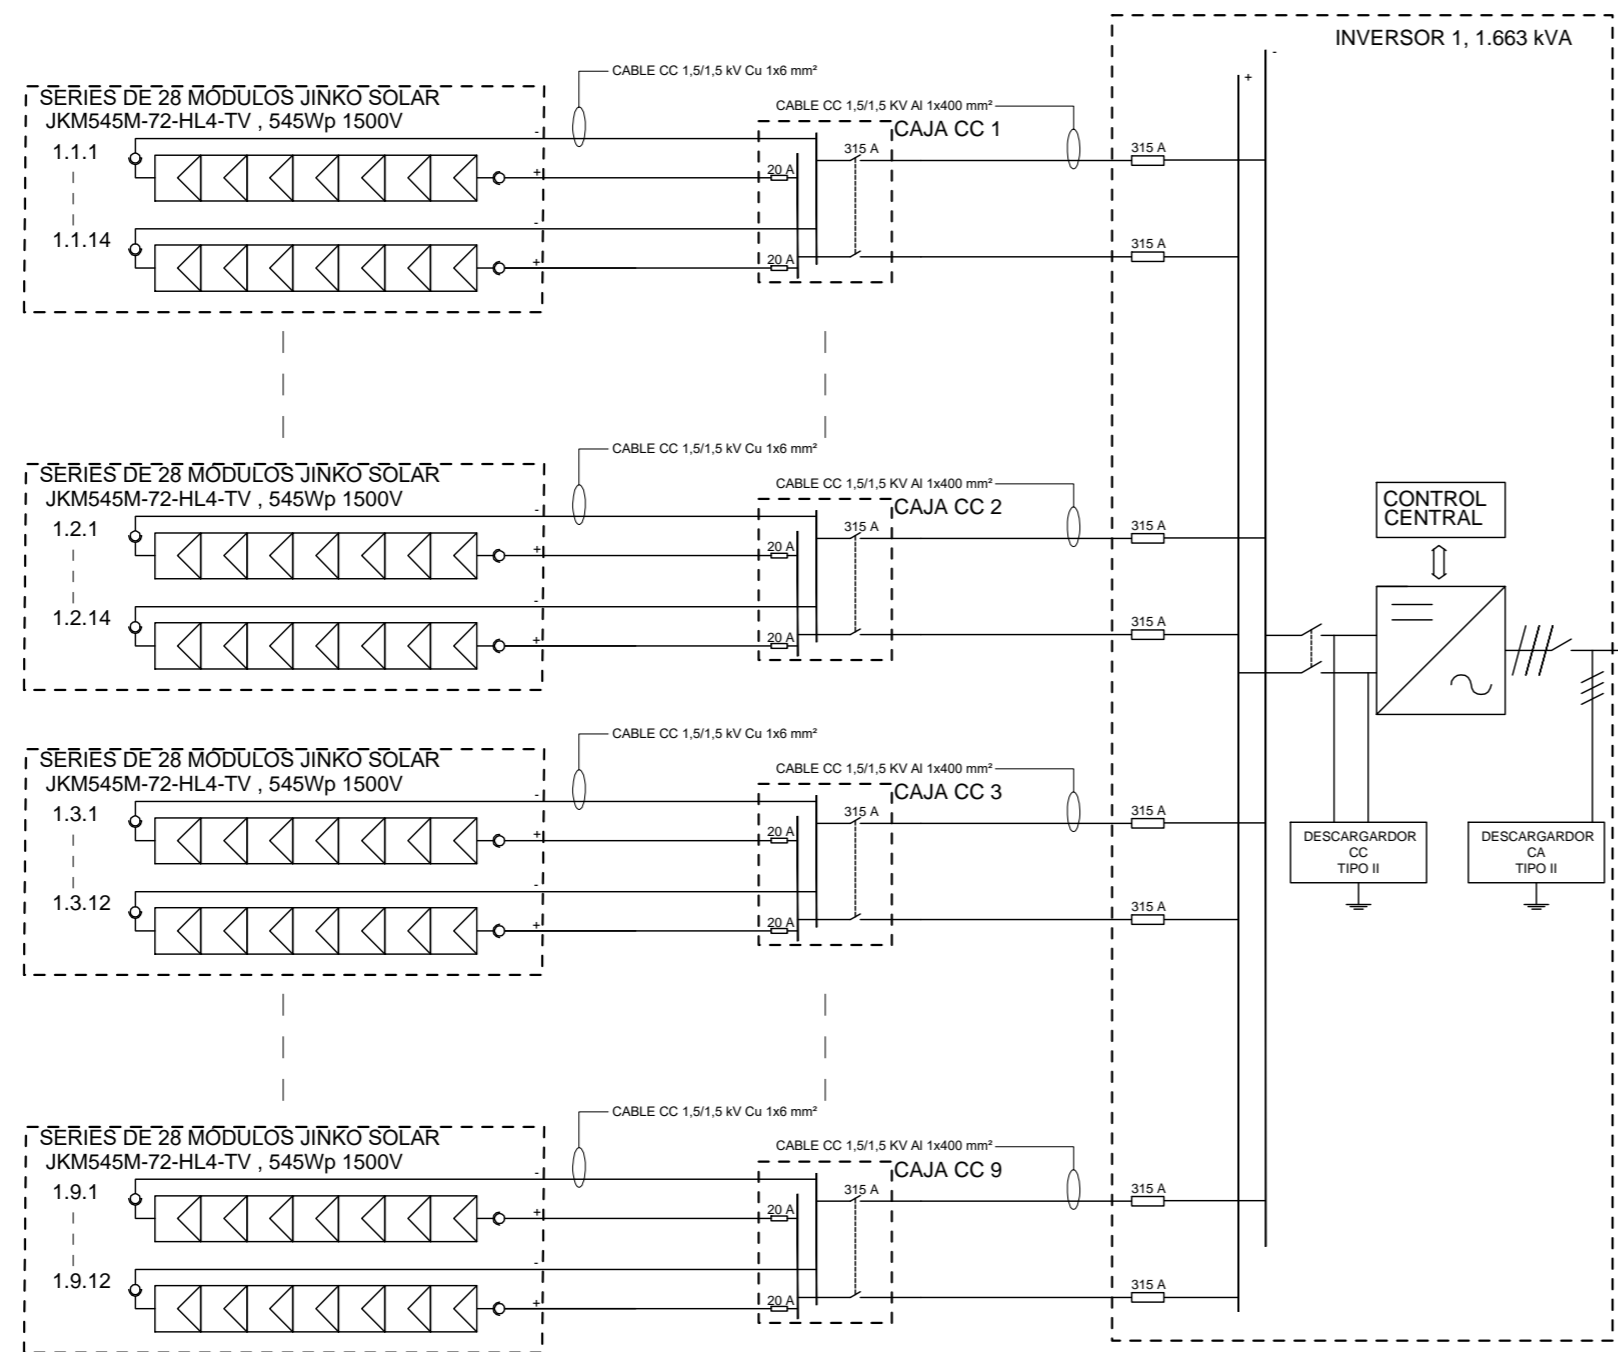 INVERSOR 1, 1.663 kVA
-
+
CABLE CC 1,5/1,5 kV Cu 1x6 mm²
SERIES DE 28 MÓDULOS JINKO SOLAR
JKM545M-72-HL4-TV , 545Wp 1500V
CABLE CC 1,5/1,5 KV Al 1x400 mm²
CAJA CC 1
1.1.1
-
+
20 A
315 A
315 A
1.1.14
-
+
20 A
315 A
CABLE CC 1,5/1,5 kV Cu 1x6 mm²
SERIES DE 28 MÓDULOS JINKO SOLAR
JKM545M-72-HL4-TV , 545Wp 1500V
CABLE CC 1,5/1,5 KV Al 1x400 mm²
CAJA CC 2
1.2.1
-
+
20 A
315 A
315 A
1.2.14
-
+
20 A
315 A
CONTROL
CENTRAL
CABLE CC 1,5/1,5 kV Cu 1x6 mm²
SERIES DE 28 MÓDULOS JINKO SOLAR
JKM545M-72-HL4-TV , 545Wp 1500V
CABLE CC 1,5/1,5 KV Al 1x400 mm²
CAJA CC 3
1.3.1
-
+
20 A
315 A
315 A
1.3.12
-
+
20 A
315 A
DESCARGARDOR
CC
TIPO II
DESCARGARDOR
CA
TIPO II
CABLE CC 1,5/1,5 kV Cu 1x6 mm²
SERIES DE 28 MÓDULOS JINKO SOLAR
JKM545M-72-HL4-TV , 545Wp 1500V
CABLE CC 1,5/1,5 KV Al 1x400 mm²
CAJA CC 9
1.9.1
-
+
20 A
315 A
315 A
1.9.12
-
+
20 A
315 A